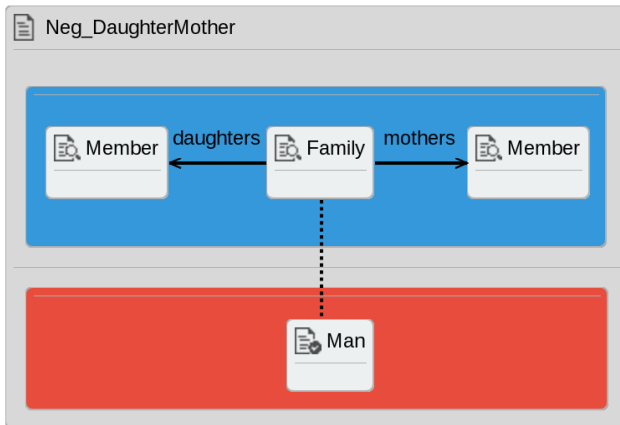 Neg_DaughterMother
Member
daughters
Family
mothers
Member
Man